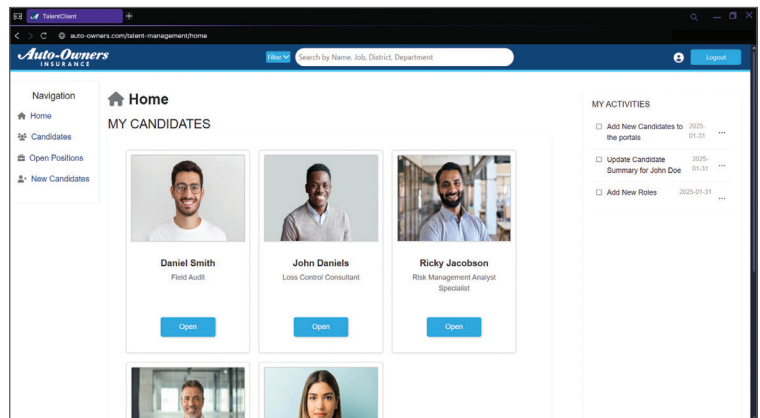 TalentClient
auto-owners.com/talent-management/home
Auto-Owners
INSURANCE
Filter
Search by Name, Job, District, Department
Logout
Navigation
Home
Candidates
Open Positions
New Candidates
Home
MY CANDIDATES
Daniel Smith
Field Audit
Open
John Daniels
Loss Control Consultant
Open
Ricky Jacobson
Risk Management Analyst
Specialist
Open
MY ACTIVITIES
Add New Candidates to 2025-
the portals 01-31
...
Update Candidate 2025-
Summary for John Doe 01-31
...
Add New Roles 2025-01-31
...